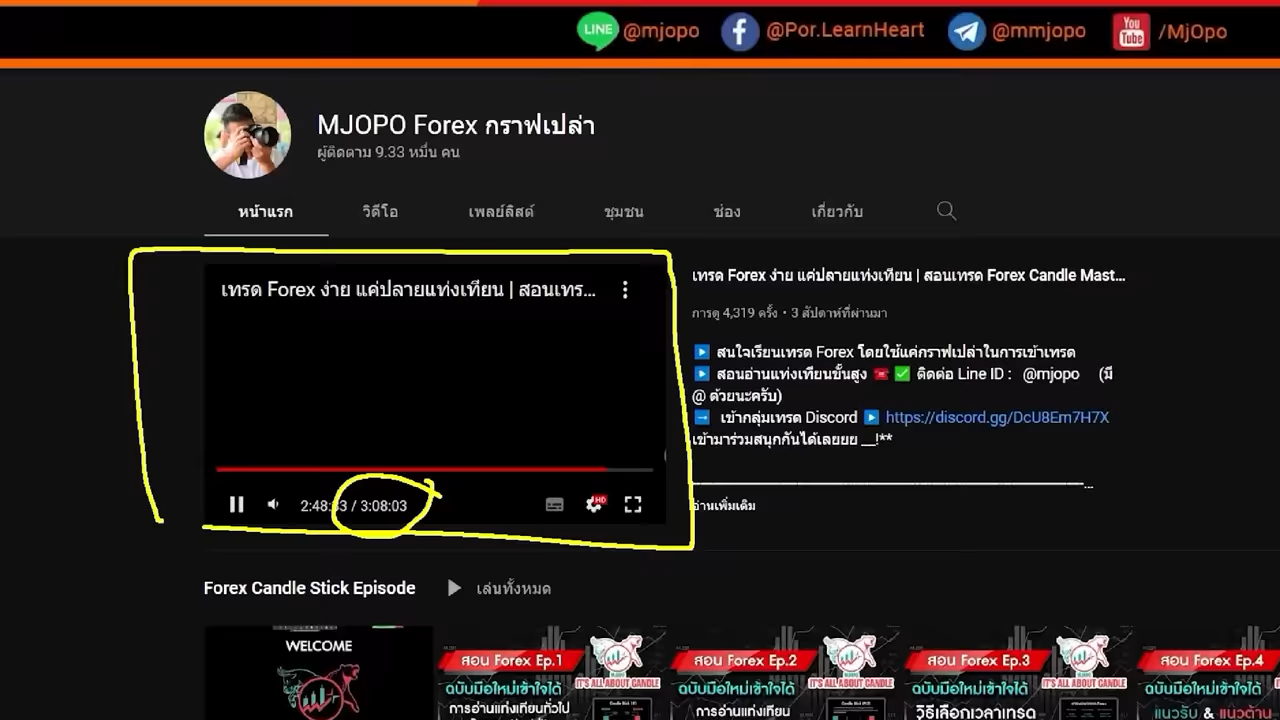 LINE @mjopo f @Por.LearnHeart @mmjopo You Tube /MjOpo
MJOPO Forex กราฟเปล่า
ผู้ติดตาม 9.33 หมื่น คน
หน้าแรก วิดีโอ เพลย์ลิสต์ ชุมชน ช่อง เกี่ยวกับ
เทรด Forex ง่าย แค่ปลายแท่งเทียน | สอนเทร...
2:48: 3 / 3:08:03 HD
เทรด Forex ง่าย แค่ปลายแท่งเทียน | สอนเทรด Forex Candle Mast...
การดู 4,319 ครั้ง • 3 สัปดาห์ที่ผ่านมา
สนใจเรียนเทรด Forex โดยใช้แค่กราฟเปล่าในการเข้าเทรด
สอนอ่านแท่งเทียนขั้นสูง ติดต่อ Line ID : @mjopo (มี
@ ด้วยนะครับ)
เข้ากลุ่มเทรด Discord https://discord.gg/DcU8Em7H7X
เข้ามาร่วมสนุกกันได้เลยยย __!**
อ่านเพิ่มเติม
Forex Candle Stick Episode เล่นทั้งหมด
WELCOME
สอน Forex Ep.1 IT'S ALL ABOUT CANDLE
ฉบับมือใหม่เข้าใจได้
การอ่านแท่งเทียนทั่วไป
สอน Forex Ep.2 IT'S ALL ABOUT CANDLE
ฉบับมือใหม่เข้าใจได้
การอ่านแท่งเทียน
สอน Forex Ep.3 IT'S ALL ABOUT CANDLE
ฉบับมือใหม่เข้าใจได้
วิธีเลือกเวลาเทรด
สอน Forex Ep.4
ฉบับมือใหม่เข้าใจได้
แนวรับ & แนวต้าน